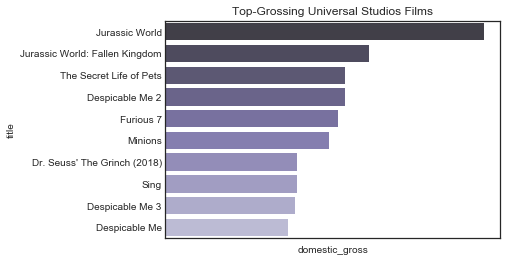 Top-Grossing Universal Studios Films
title
Jurassic World
Jurassic World: Fallen Kingdom
The Secret Life of Pets
Despicable Me 2
Furious 7
Minions
Dr. Seuss' The Grinch (2018)
Sing
Despicable Me 3
Despicable Me
domestic_gross